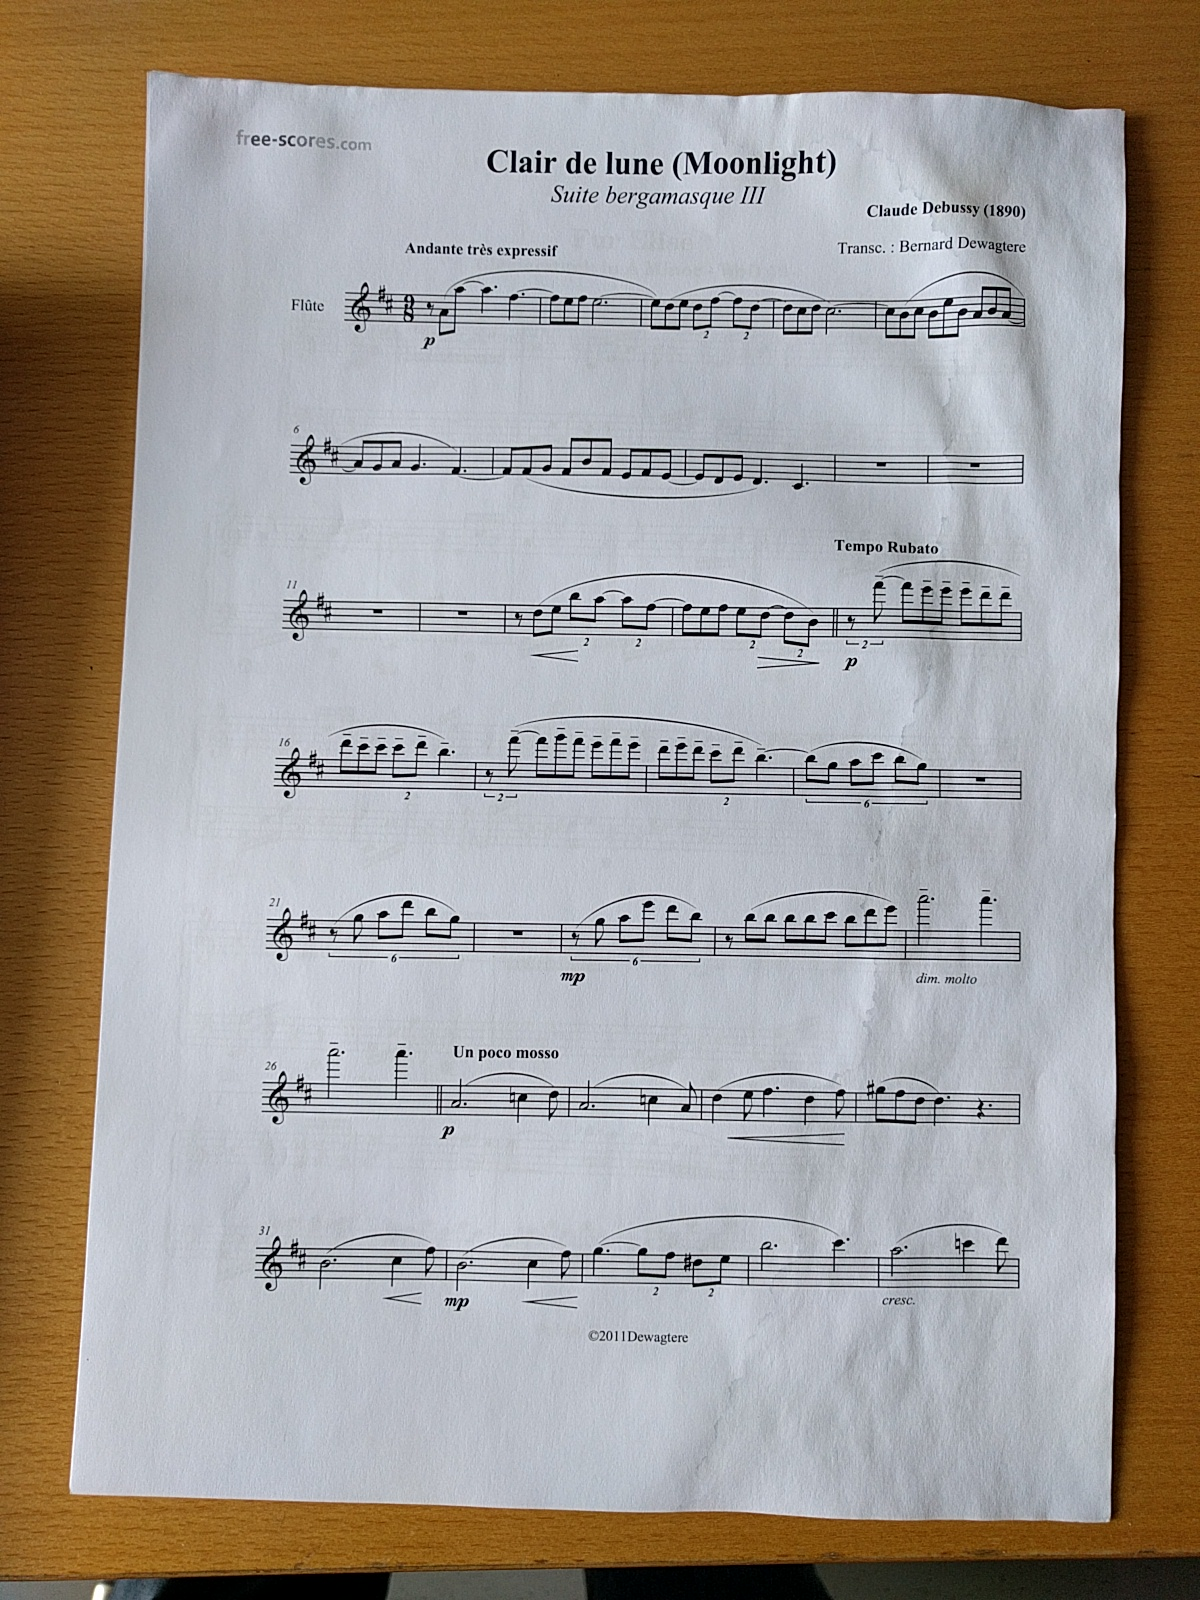 free-scores.com
Clair de lune (Moonlight)
Suite bergamasque III
Claude Debussy (1890)
Andante très expressif
Transc. : Bernard Dewagtere
Flûte
9
8
p
2 2
6
Tempo Rubato
11
2 2 2 2 2
p
16
2 2 2 6
21
6 6
mp
dim. molto
26
Un poco mosso
p
31
mp
2 2
cresc.
©2011Dewagtere